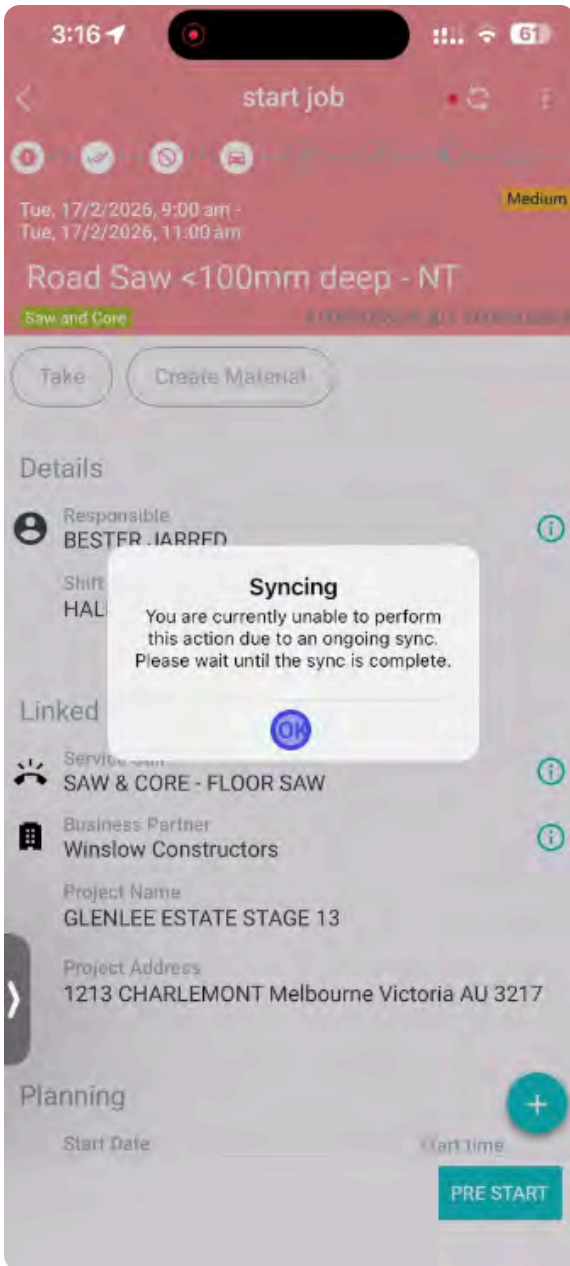 3:16
61
start job
Tue, 17/2/2026, 9:00 am -
Tue, 17/2/2026, 11:00 am
Medium
Road Saw <100mm deep - NT
Saw and Core
Take
Create Material
Details
Responsible
BESTER JARRED
Shift
HAL
Syncing
You are currently unable to perform
this action due to an ongoing sync.
Please wait until the sync is complete.
OK
Linked
Service
SAW & CORE - FLOOR SAW
Business Partner
Winslow Constructors
Project Name
GLENLEE ESTATE STAGE 13
Project Address
1213 CHARLEMONT Melbourne Victoria AU 3217
Planning
Start Date
Start time
PRE START